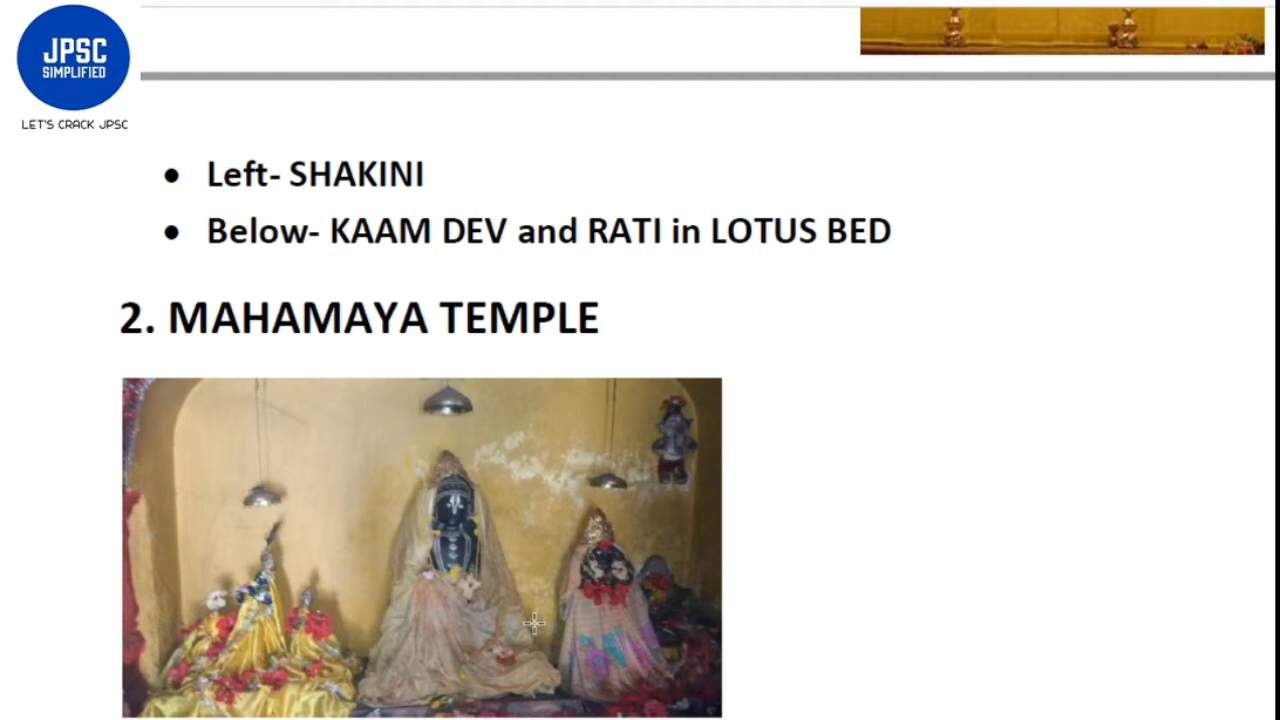 JPSC
SIMPLIFIED
LET'S CRACK JPSC
• Left- SHAKINI
• Below- KAAM DEV and RATI in LOTUS BED
2. MAHAMAYA TEMPLE